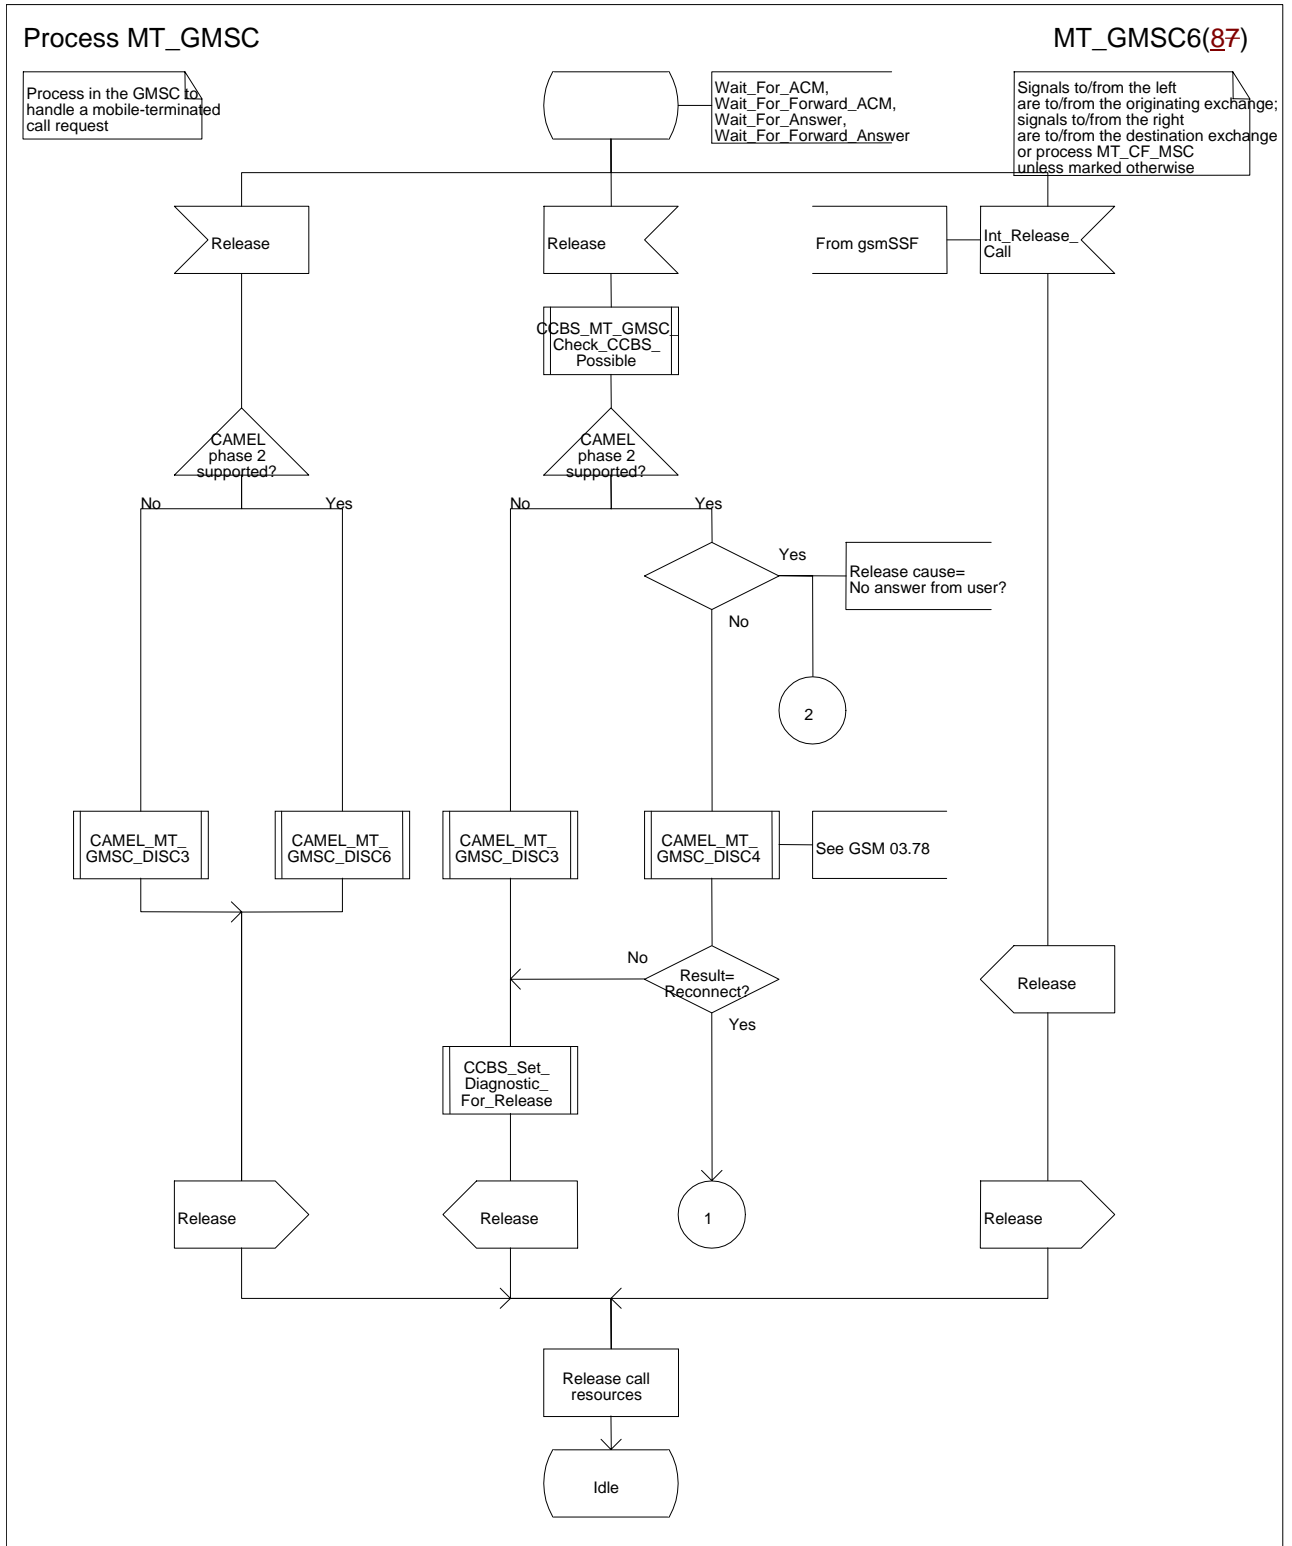 Process MT_GMSC
MT_GMSC6(87)
Process in the GMSC to
handle a mobile-terminated
call request
Wait_For_ACM,
Wait_For_Forward_ACM,
Wait_For_Answer,
Wait_For_Forward_Answer
Signals to/from the left
are to/from the originating exchange;
signals to/from the right
are to/from the destination exchange
or process MT_CF_MSC
unless marked otherwise
Release
Release
From gsmSSF
Int_Release_
Call
CCBS_MT_GMSC_
Check_CCBS_
Possible
CAMEL
phase 2
supported?
CAMEL
phase 2
supported?
No
Yes
No
Yes
Yes
Release cause=
No answer from user?
No
2
CAMEL_MT_
GMSC_DISC3
CAMEL_MT_
GMSC_DISC6
CAMEL_MT_
GMSC_DISC3
CAMEL_MT_
GMSC_DISC4
See GSM 03.78
No
Result=
Reconnect?
Release
Yes
CCBS_Set_
Diagnostic_
For_Release
Release
Release
1
Release
Release call
resources
Idle